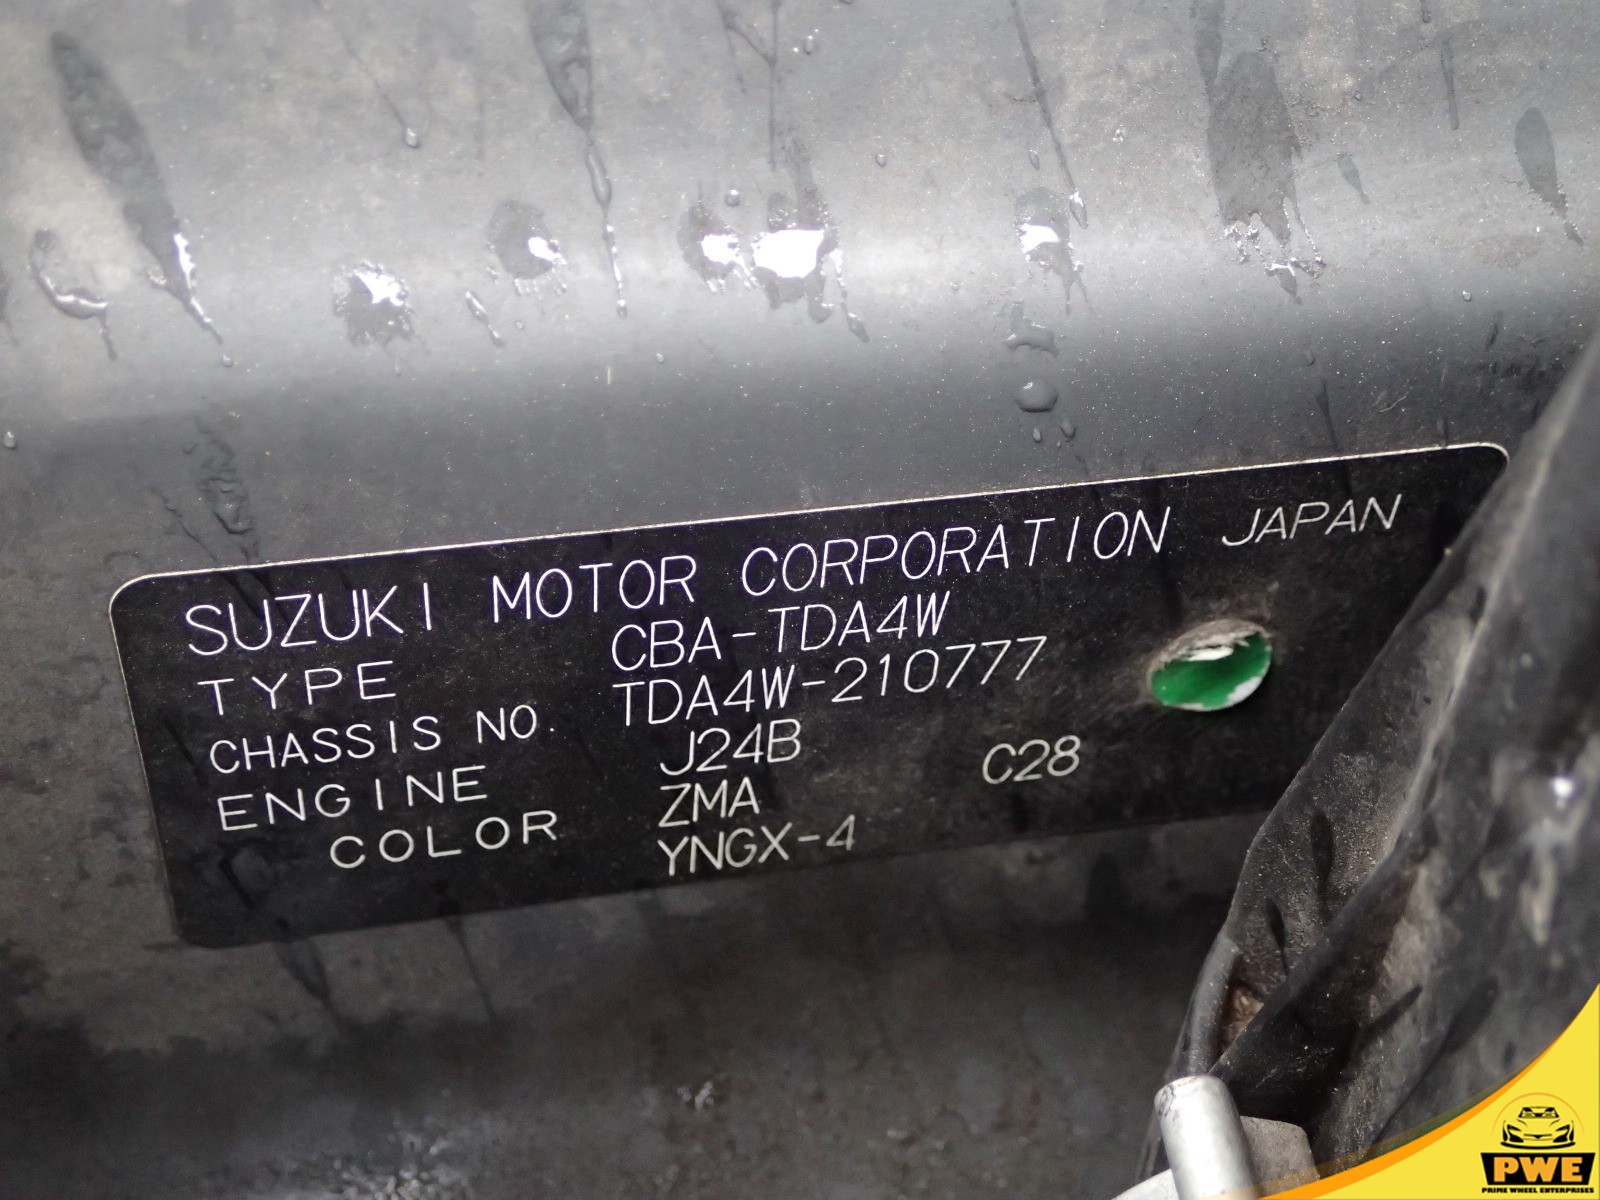 SUZUKI MOTOR CORPORATION JAPAN
TYPE CBA-TDA4W
CHASSIS NO. TDA4W-210777
ENGINE J24B
COLOR ZMA C28
YNGX-4
PWE
PRIME WHEEL ENTERPRISES